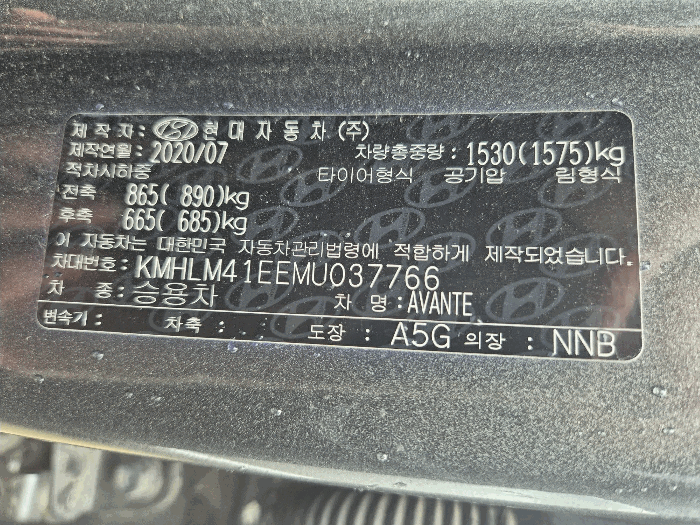 제 작 자: 현대자동차 (주)
제작연월: 2020/07 차량총중량: 1530(1575)kg
적차시하중 타이어형식 공기압 림형식
전축 865( 890)kg
후축 665( 685)kg
이 자동차는 대한민국 자동차관리법령에 적합하게 제작되었습니다.
차대번호: KMHLM41EEMU037766
차 종: 승용차 차 명: AVANTE
변속기: 차축: 도장: A5G 의장: NNB